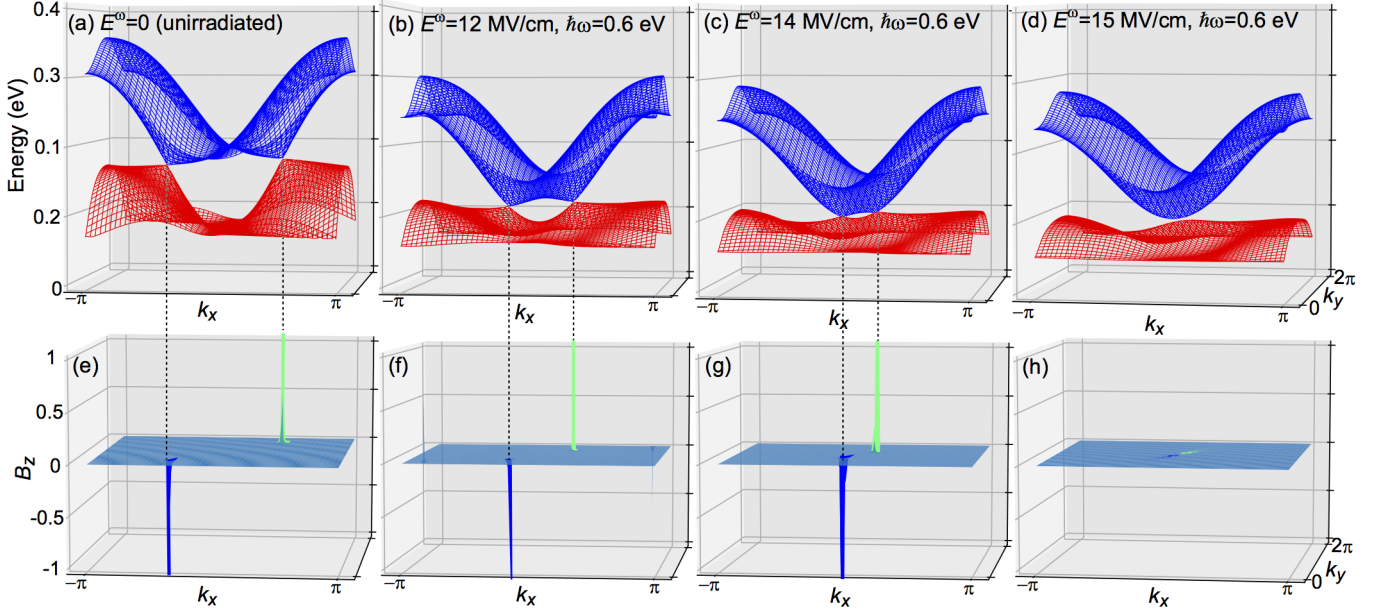 (a) E^ω=0 (unirradiated)
(b) E^ω=12 MV/cm, ħω=0.6 eV
(c) E^ω=14 MV/cm, ħω=0.6 eV
(d) E^ω=15 MV/cm, ħω=0.6 eV
Energy (eV)
0.4
0.3
0.1
0.2
0
−π
k_x
π
−π
k_x
π
−π
k_x
π
−π
k_x
π
0
k_y
2π
(e)
(f)
(g)
(h)
B_z
1
0.5
0
-0.5
-1
−π
k_x
π
−π
k_x
π
−π
k_x
π
−π
k_x
π
0
k_y
2π